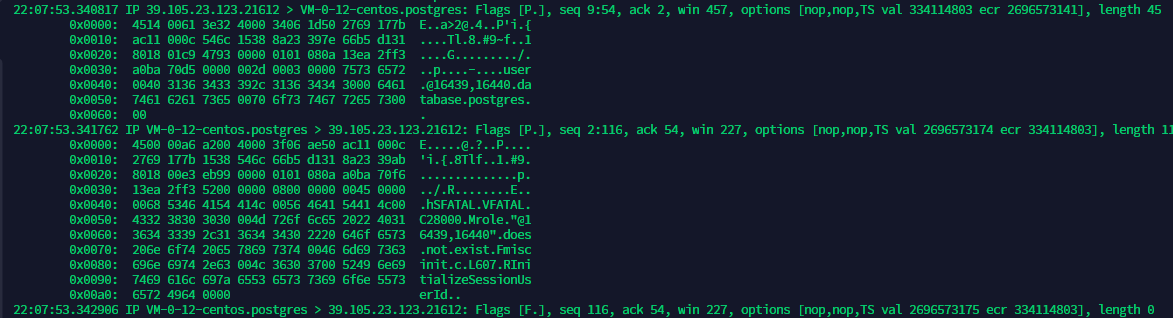 22:07:53.340817 IP 39.105.23.123.21612 > VM-0-12-centos.postgres: Flags [P.], seq 9:54, ack 2, win 457, options [nop,nop,TS val 334114803 ecr 2696573141], length 45
0x0000: 4514 0061 3e32 4000 3406 1d50 2769 177b E..a>2@.4..P'i.{
0x0010: ac11 000c 546c 1538 8a23 397e 66b5 d131 ....Tl.8.#9~f..1
0x0020: 8018 01c9 4793 0000 0101 080a 13ea 2ff3 ....G........./.
0x0030: a0ba 70d5 0000 002d 0003 0000 7573 6572 ..p....-....user
0x0040: 0040 3136 3433 392c 3136 3434 3000 6461 .@16439,16440.da
0x0050: 7461 6261 7365 0070 6f73 7467 7265 7300 tabase.postgres.
0x0060: 00 .
22:07:53.341762 IP VM-0-12-centos.postgres > 39.105.23.123.21612: Flags [P.], seq 2:116, ack 54, win 227, options [nop,nop,TS val 2696573174 ecr 334114803], length 11
0x0000: 4500 00a6 a200 4000 3f06 ae50 ac11 000c E.....@.?..P....
0x0010: 2769 177b 1538 546c 66b5 d131 8a23 39ab 'i.{.8Tlf..1.#9.
0x0020: 8018 00e3 eb99 0000 0101 080a a0ba 70f6 ..............p.
0x0030: 13ea 2ff3 5200 0000 0800 0000 0045 0000 ../.R........E..
0x0040: 0068 5346 4154 414c 0056 4641 5441 4c00 .hSFATAL.VFATAL.
0x0050: 4332 3830 3030 004d 726f 6c65 2022 4031 C28000.Mrole."@1
0x0060: 3634 3339 2c31 3634 3430 2220 646f 6573 6439,16440".does
0x0070: 206e 6f74 2065 7869 7374 0046 6d69 7363 .not.exist.Fmisc
0x0080: 696e 6974 2e63 004c 3630 3700 5249 6e69 init.c.L607.RIni
0x0090: 7469 616c 697a 6553 6573 7369 6f6e 5573 tializeSessionUs
0x00a0: 6572 4964 0000 erId..
22:07:53.342906 IP VM-0-12-centos.postgres > 39.105.23.123.21612: Flags [F.], seq 116, ack 54, win 227, options [nop,nop,TS val 2696573175 ecr 334114803], length 0